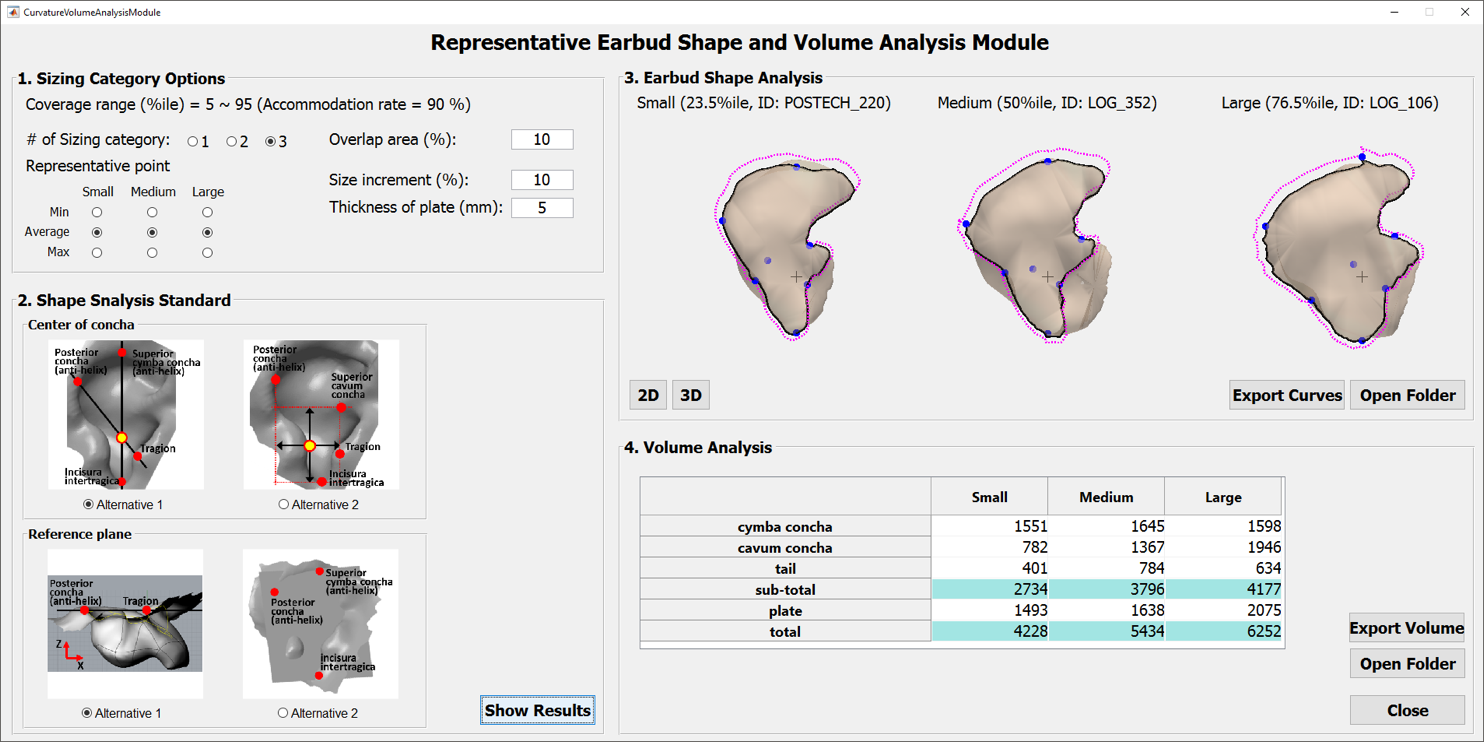 CurvatureVolumeAnalysisModule
Representative Earbud Shape and Volume Analysis Module
1. Sizing Category Options
Coverage range (%ile) = 5 ~ 95 (Accommodation rate = 90 %)
# of Sizing category: 1 2 3
Overlap area (%): 10
Representative point
Size increment (%): 10
Thickness of plate (mm): 5
Small Medium Large
Min
Average
Max
2. Shape Snalysis Standard
Center of concha
Posterior
concha
(anti-helix)
Superior
cymba concha
(anti-helix)
Tragion
Incisura
intertragica
Alternative 1
Posterior
concha
(anti-helix)
Superior
cavum
concha
Tragion
Incisura
intertragica
Alternative 2
Reference plane
Posterior
concha
(anti-helix)
Tragion
Z
X
Alternative 1
Superior
cymba concha
(anti-helix)
Posterior
concha
(anti-helix)
Incisura
intertragica
Alternative 2
Show Results
3. Earbud Shape Analysis
Small (23.5%ile, ID: POSTECH_220)
Medium (50%ile, ID: LOG_352)
Large (76.5%ile, ID: LOG_106)
2D 3D
Export Curves Open Folder
4. Volume Analysis
Small Medium Large
cymba concha 1551 1645 1598
cavum concha 782 1367 1946
tail 401 784 634
sub-total 2734 3796 4177
plate 1493 1638 2075
total 4228 5434 6252
Export Volume
Open Folder
Close